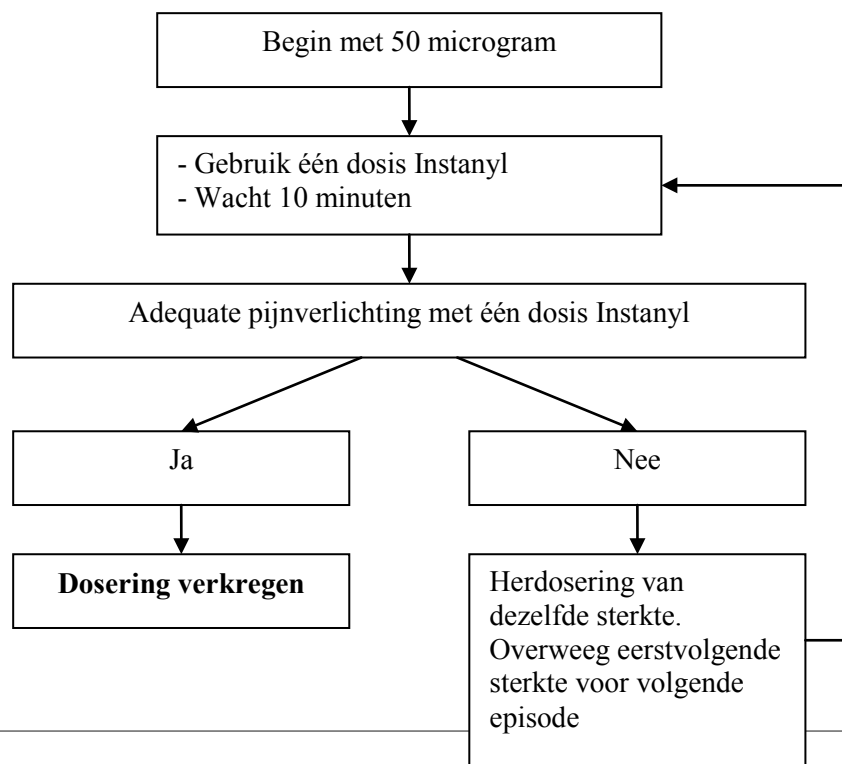 Begin met 50 microgram
- Gebruik één dosis Instanyl
- Wacht 10 minuten
Adequate pijnverlichting met één dosis Instanyl
Ja
Nee
Dosering verkregen
Herdosering van
dezelfde sterkte.
Overweeg eerstvolgende
sterkte voor volgende
episode